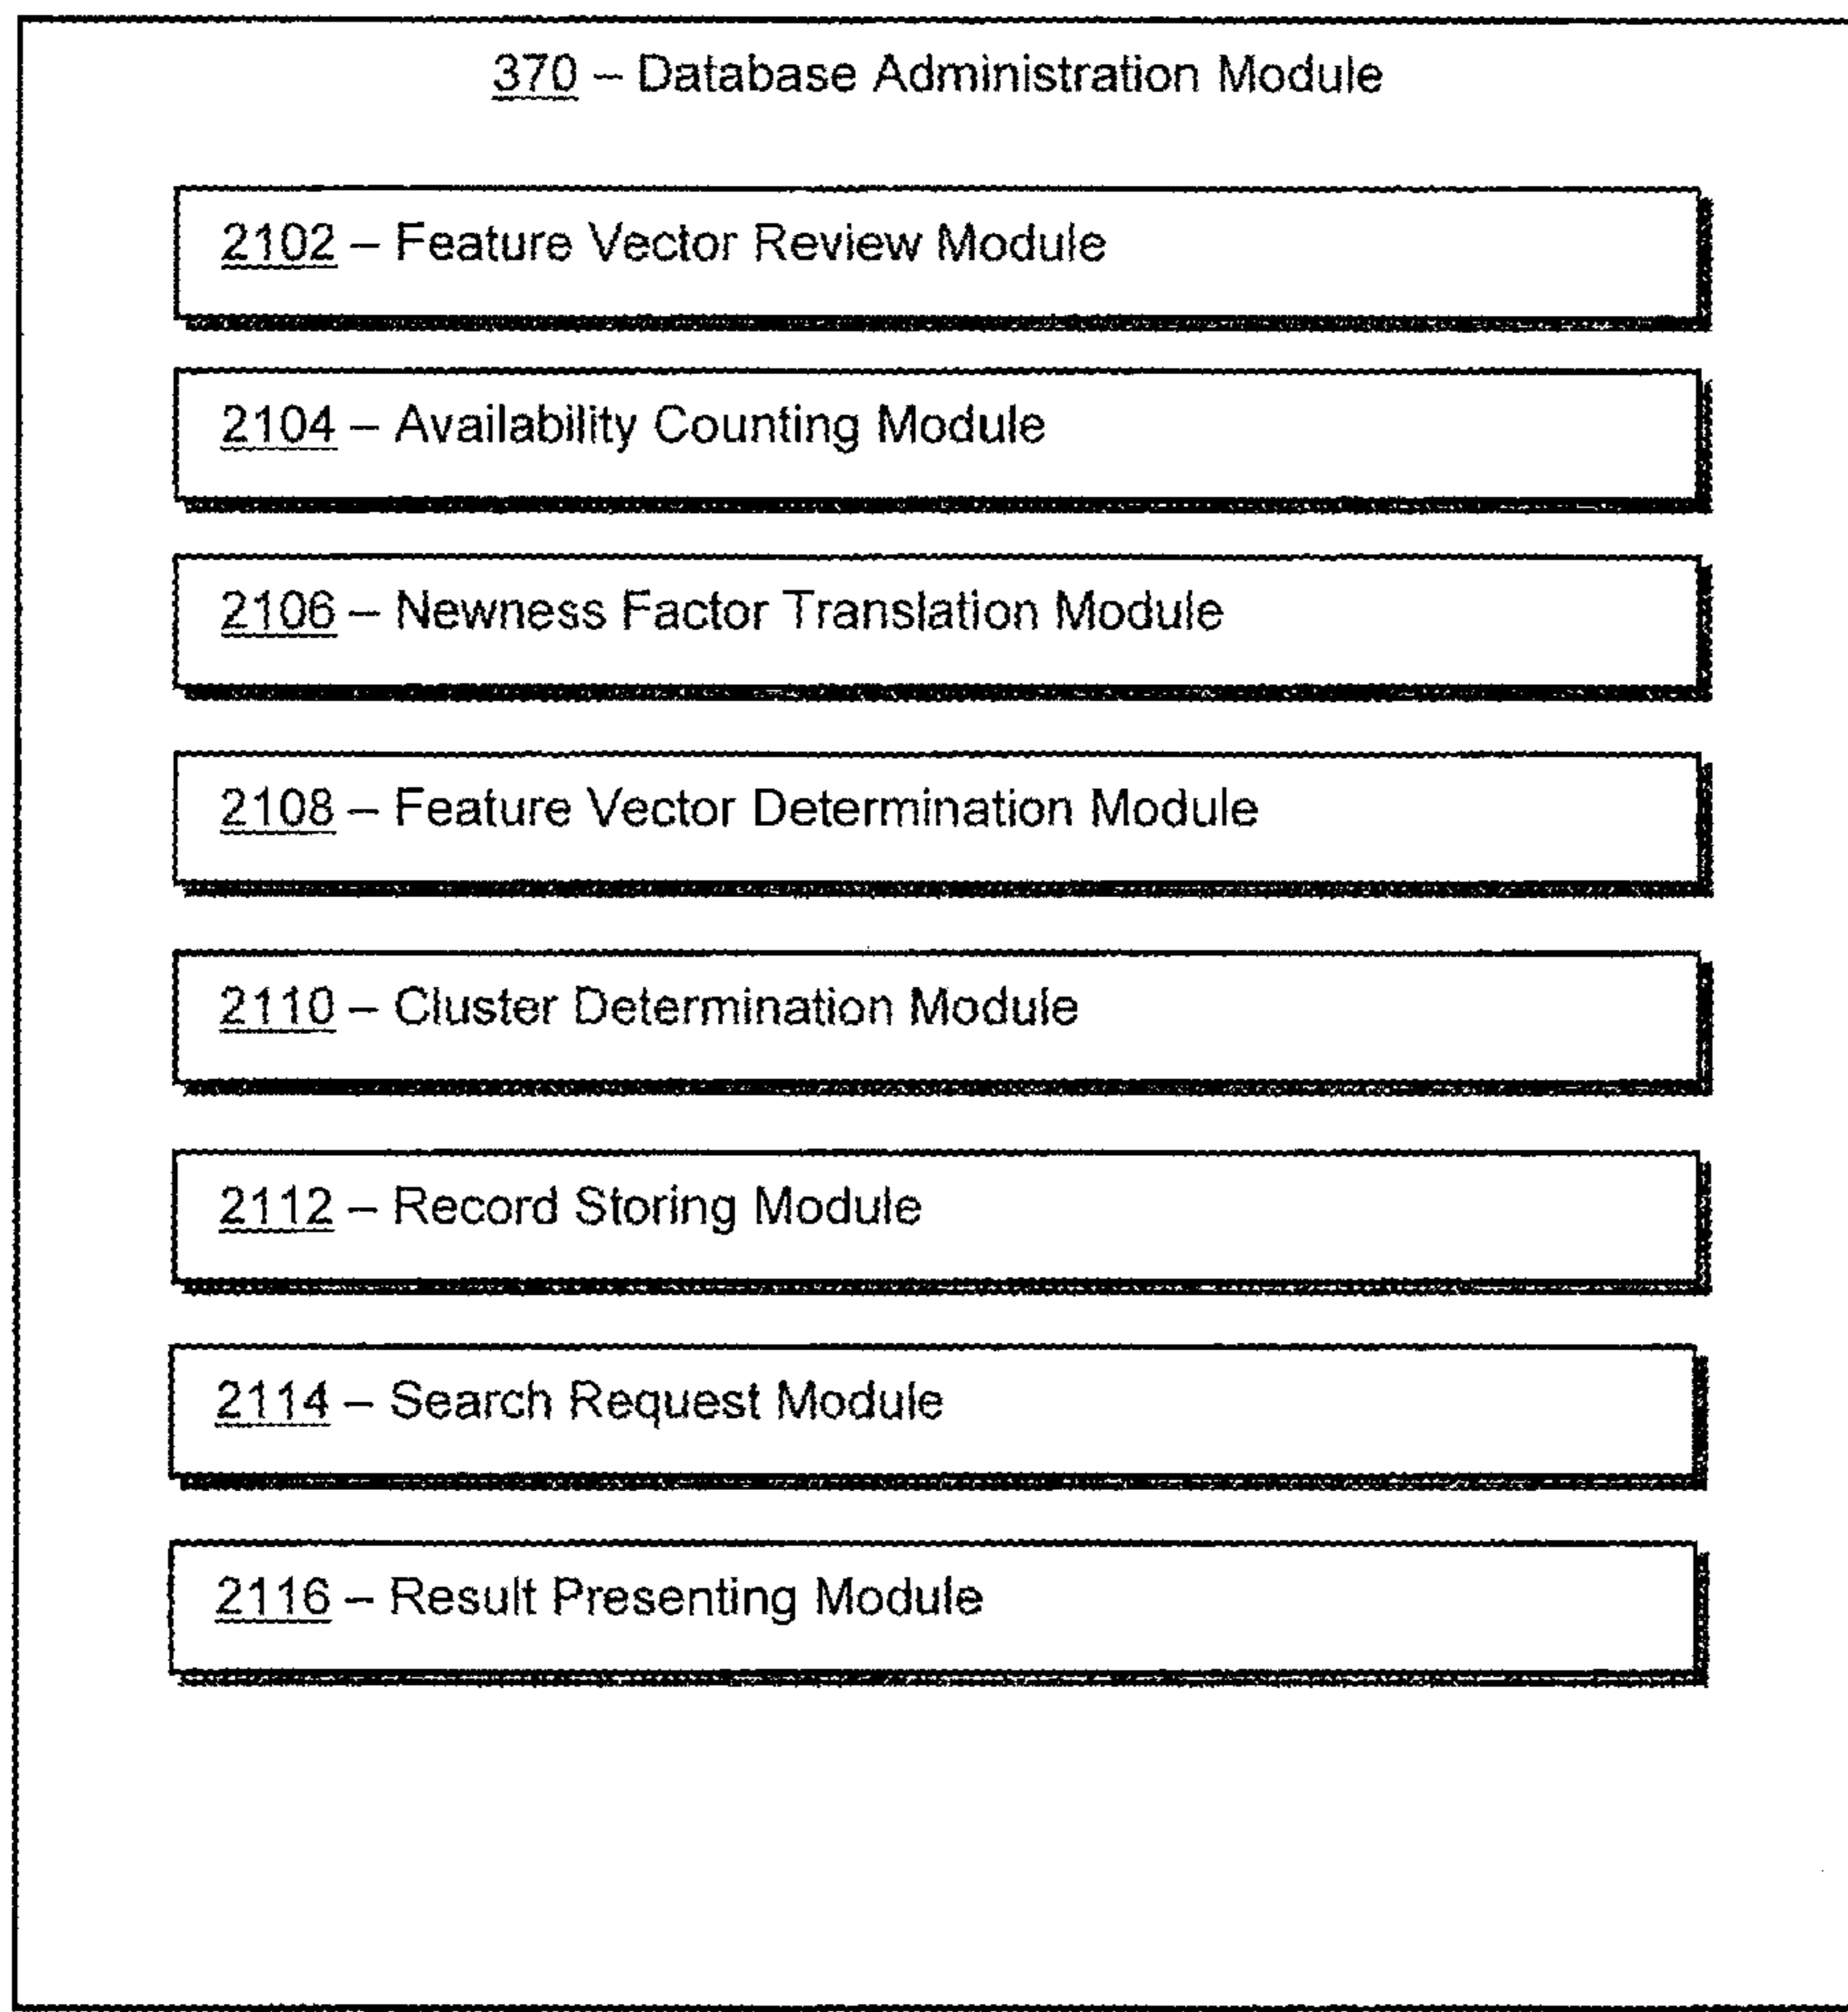 370 – Database Administration Module
2102 – Feature Vector Review Module
2104 – Availability Counting Module
2106 – Newness Factor Translation Module
2108 – Feature Vector Determination Module
2110 – Cluster Determination Module
2112 – Record Storing Module
2114 – Search Request Module
2116 – Result Presenting Module